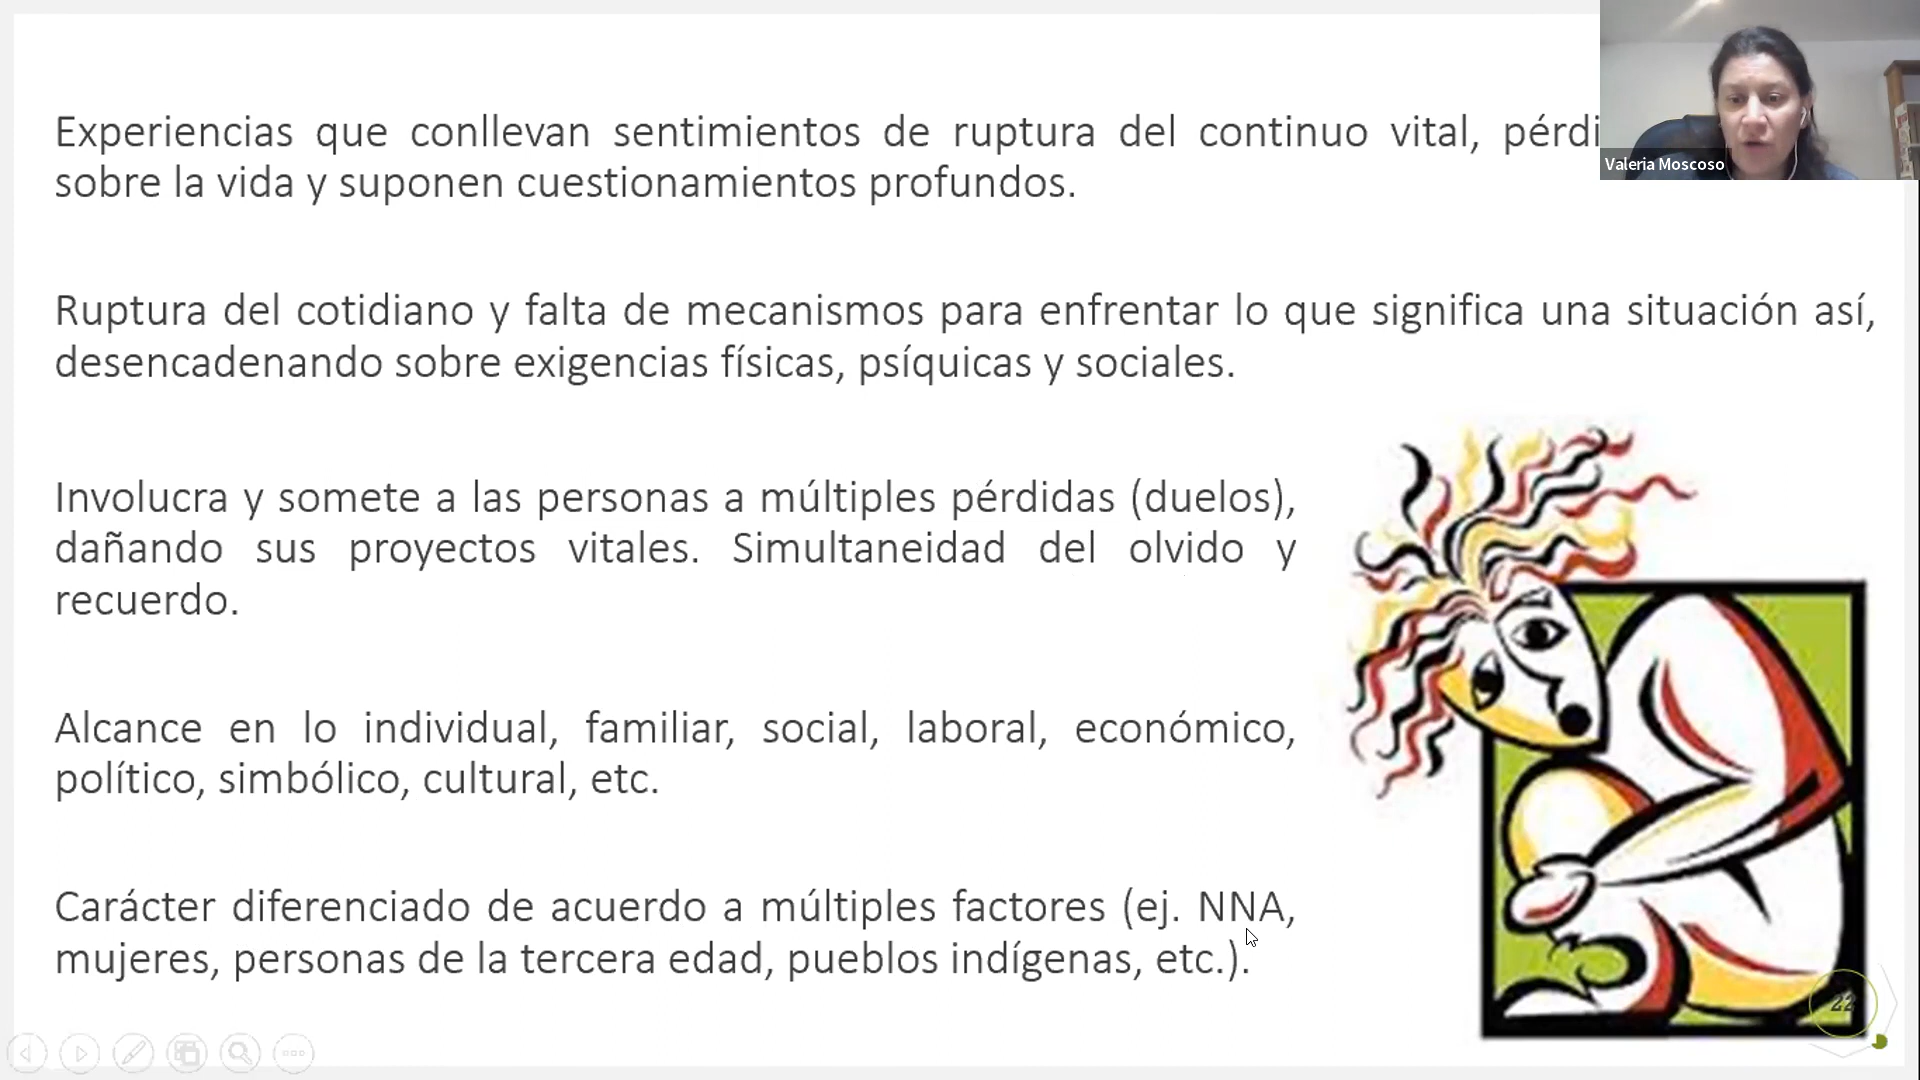 Experiencias que conllevan sentimientos de ruptura del continuo vital,
sobre la vida y suponen cuestionamientos profundos.
Valeria Moscoso
Ruptura del cotidiano y falta de mecanismos para enfrentar lo que significa una situación así,
desencadenando sobre exigencias físicas, psíquicas y sociales.
Involucra y somete a las personas a múltiples pérdidas (duelos),
dañando sus proyectos vitales. Simultaneidad del olvido y
recuerdo.
Alcance en lo individual, familiar, social, laboral, económico,
político, simbólico, cultural, etc.
Carácter diferenciado de acuerdo a múltiples factores (ej. NNA,
mujeres, personas de la tercera edad, pueblos indígenas, etc.).
22